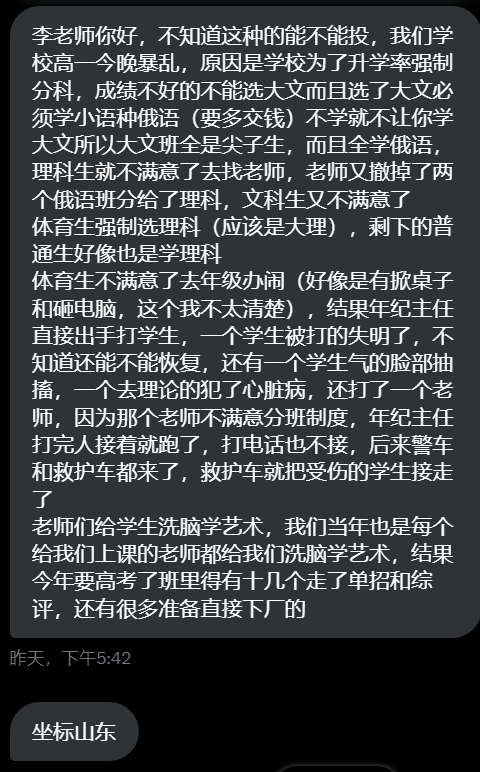 李老师你好，不知道这种的能不能投，我们学
校高一今晚暴乱，原因是学校为了升学率强制
分科，成绩不好的不能选大文而且选了大文必
须学小语种俄语（要多交钱）不学就不让你学
大文所以大文班全是尖子生，而且全学俄语，
理科生就不满意了去找老师，老师又撤掉了两
个俄语班分给了理科，文科生又不满意了
体育生强制选理科（应该是大理），剩下的普
通生好像也是学理科
体育生不满意了去年级办闹（好像是有掀桌子
和砸电脑，这个我不太清楚），结果年纪主任
直接出手打学生，一个学生被打的失明了，不
知道还能不能恢复，还有一个学生气的脸部抽
搐，一个去理论的犯了心脏病，还打了一个老
师，因为那个老师不满意分班制度，年纪主任
打完人接着就跑了，打电话也不接，后来警车
和救护车都来了，救护车就把受伤的学生接走
了
老师们给学生洗脑学艺术，我们当年也是每个
给我们上课的老师都给我们洗脑学艺术，结果
今年要高考了班里得有十几个走了单招和综
评，还有很多准备直接下厂的
昨天，下午5:42
坐标山东